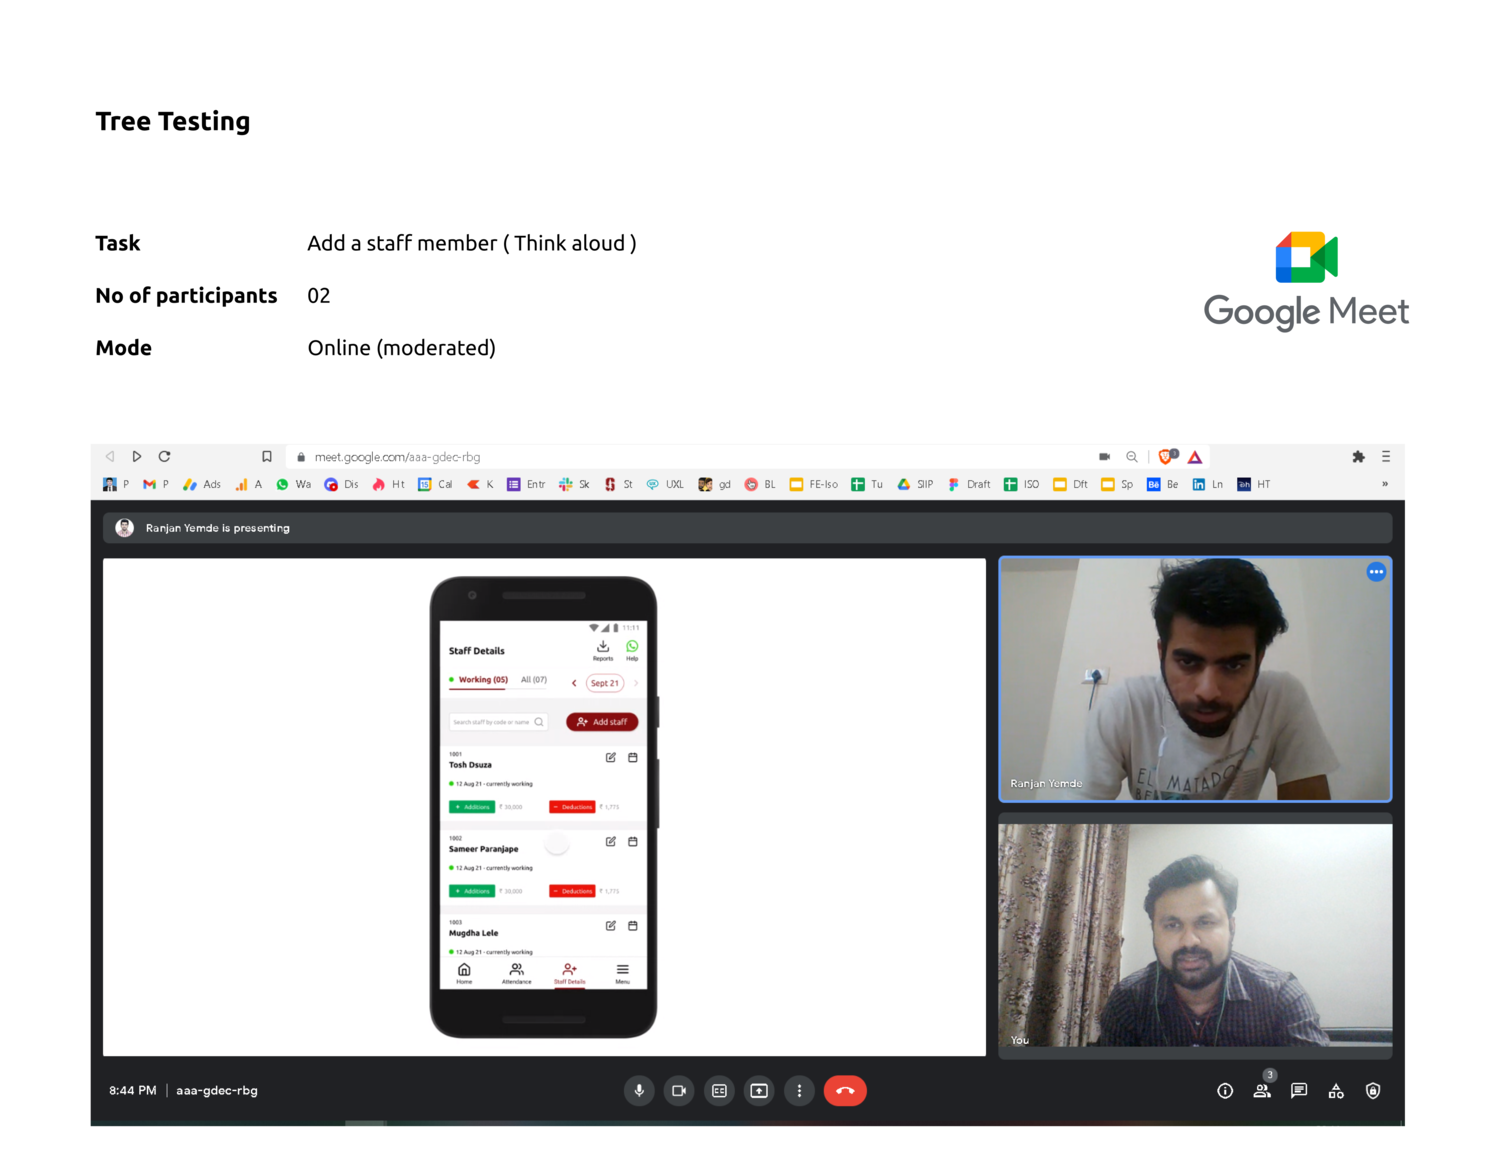 Tree Testing
Task Add a staff member ( Think aloud )
No of participants 02
Mode Online (moderated)
Google Meet
meet.google.com/aaa-gdec-rbg
P P Ads A Wa Dis Ht Cal K Entr Sk St UXL gd BL FE-Iso Tu SIIP Draft ISO Dft Sp Be Ln HT »
Ranjan Yemde is presenting
11:11
Staff Details Reports Help
Working (05) All (07) Sept 21
Search staff by code or name Add staff
1001
Tosh Dsuza
12 Aug 21 - currently working
+ Additions ₹ 30,000 − Deductions ₹ 1,775
1002
Sameer Paranjape
12 Aug 21 - currently working
+ Additions ₹ 30,000 − Deductions ₹ 1,775
1003
Mugdha Lele
12 Aug 21 - currently working
Home Attendance Staff Details Menu
EL MATADO
Ranjan Yemde
You
8:44 PM | aaa-gdec-rbg
3